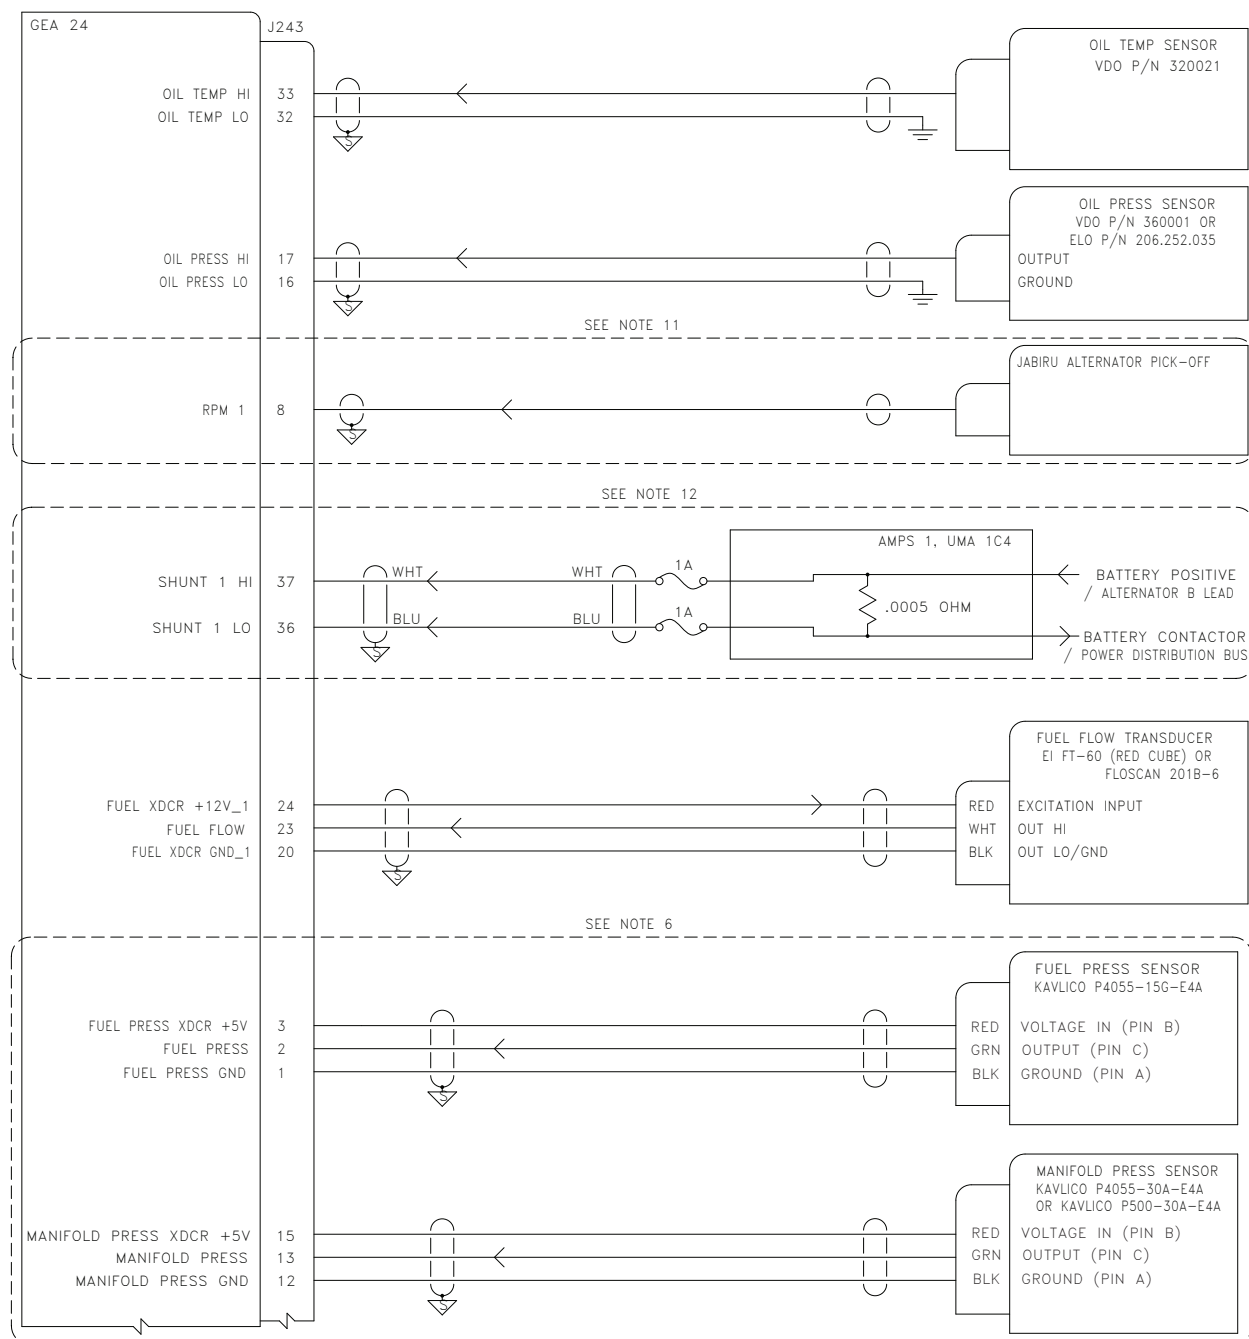 GEA 24
J243
OIL TEMP SENSOR
VDO P/N 320021
OIL TEMP HI 33
OIL TEMP LO 32
S
OIL PRESS SENSOR
VDO P/N 360001 OR
ELO P/N 206.252.035
OIL PRESS HI 17 OUTPUT
OIL PRESS LO 16 GROUND
S
SEE NOTE 11
JABIRU ALTERNATOR PICK-OFF
RPM 1 8
S
SEE NOTE 12
AMPS 1, UMA 1C4
SHUNT 1 HI 37 WHT WHT 1A BATTERY POSITIVE
/ ALTERNATOR B LEAD
.0005 OHM
SHUNT 1 LO 36 BLU BLU 1A BATTERY CONTACTOR
/ POWER DISTRIBUTION BUS
S
FUEL FLOW TRANSDUCER
EI FT-60 (RED CUBE) OR
FLOSCAN 201B-6
FUEL XDCR +12V_1 24 RED EXCITATION INPUT
FUEL FLOW 23 WHT OUT HI
FUEL XDCR GND_1 20 BLK OUT LO/GND
S
SEE NOTE 6
FUEL PRESS SENSOR
KAVLICO P4055-15G-E4A
FUEL PRESS XDCR +5V 3 RED VOLTAGE IN (PIN B)
FUEL PRESS 2 GRN OUTPUT (PIN C)
FUEL PRESS GND 1 BLK GROUND (PIN A)
S
MANIFOLD PRESS SENSOR
KAVLICO P4055-30A-E4A
OR KAVLICO P500-30A-E4A
MANIFOLD PRESS XDCR +5V 15 RED VOLTAGE IN (PIN B)
MANIFOLD PRESS 13 GRN OUTPUT (PIN C)
MANIFOLD PRESS GND 12 BLK GROUND (PIN A)
S